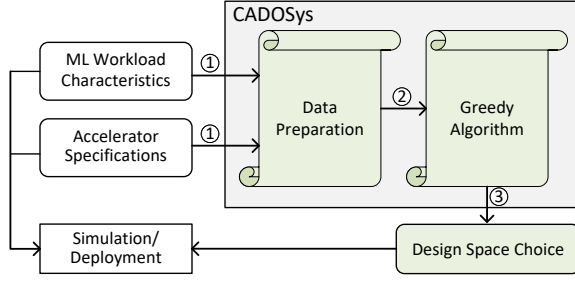 CADOSys
ML Workload
Characteristics
①
Accelerator
Specifications
①
Data
Preparation
②
Greedy
Algorithm
③
Simulation/
Deployment
Design Space Choice